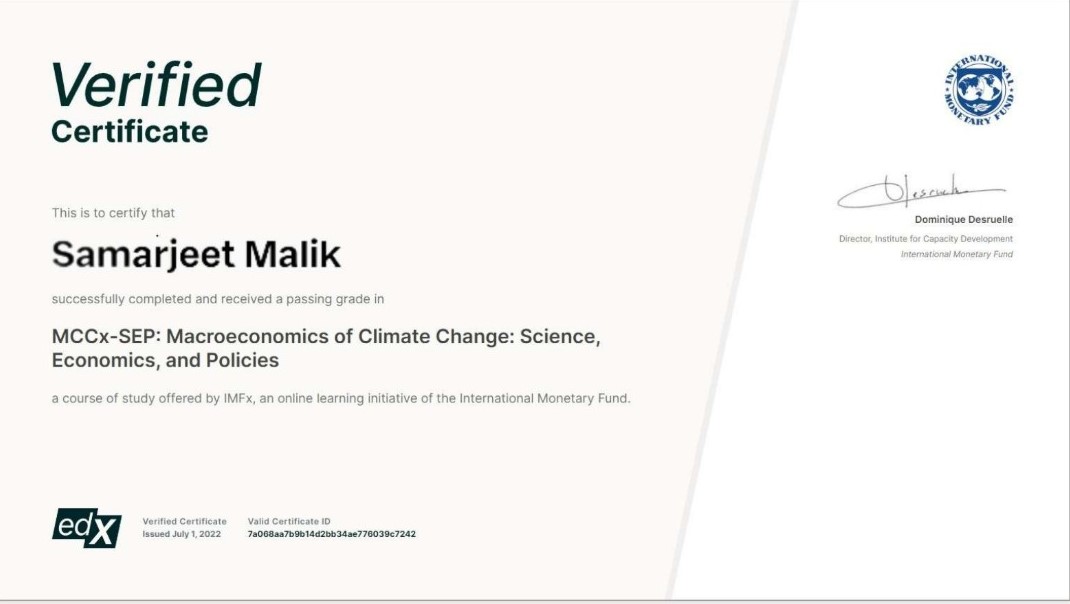 Verified
Certificate
This is to certify that
Samarjeet Malik
successfully completed and received a passing grade in
MCCx-SEP: Macroeconomics of Climate Change: Science,
Economics, and Policies
a course of study offered by IMFx, an online learning initiative of the International Monetary Fund.
edX
Verified Certificate
Issued July 1, 2022
Valid Certificate ID
7a068aa7b9b14d2bb34ae776039c7242
INTERNATIONAL MONETARY FUND
Desruelle
Dominique Desruelle
Director, Institute for Capacity Development
International Monetary Fund